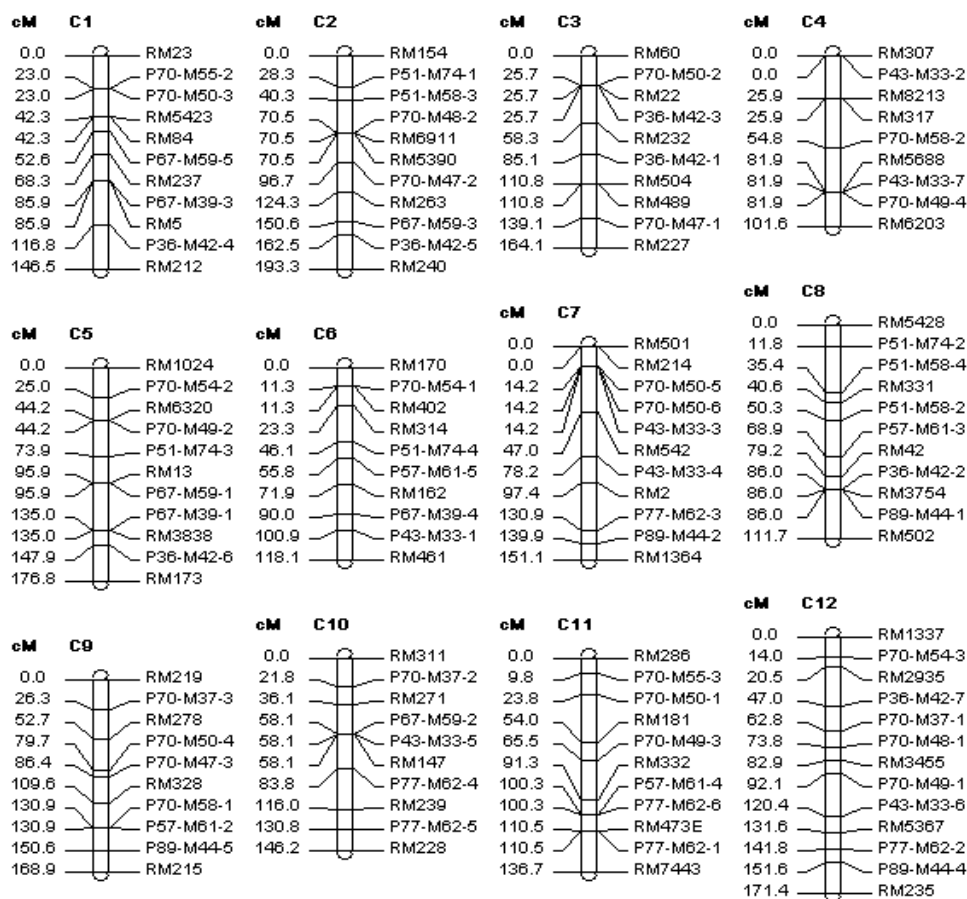 cM C1
0.0 RM23
23.0 P70-M55-2
23.0 P70-M50-3
42.3 RM5423
42.3 RM84
52.6 P67-M59-5
68.3 RM237
85.9 P67-M39-3
85.9 RM5
116.8 P36-M42-4
146.5 RM212
cM C2
0.0 RM154
28.3 P51-M74-1
40.3 P51-M58-3
70.5 P70-M48-2
70.5 RM6911
70.5 RM5390
96.7 P70-M47-2
124.3 RM263
150.6 P67-M59-3
162.5 P36-M42-5
193.3 RM240
cM C3
0.0 RM60
25.7 P70-M50-2
25.7 RM22
25.7 P36-M42-3
58.3 RM232
85.1 P36-M42-1
110.8 RM504
110.8 RM489
139.1 P70-M47-1
164.1 RM227
cM C4
0.0 RM307
0.0 P43-M33-2
25.9 RM8213
25.9 RM317
54.8 P70-M58-2
81.9 RM5688
81.9 P43-M33-7
81.9 P70-M49-4
101.6 RM6203
cM C5
0.0 RM1024
25.0 P70-M54-2
44.2 RM6320
44.2 P70-M49-2
73.9 P51-M74-3
95.9 RM13
95.9 P67-M59-1
135.0 P67-M39-1
135.0 RM3838
147.9 P36-M42-6
176.8 RM173
cM C6
0.0 RM170
11.3 P70-M54-1
11.3 RM402
23.3 RM314
46.1 P51-M74-4
55.8 P57-M61-5
71.9 RM162
90.0 P67-M39-4
100.9 P43-M33-1
118.1 RM461
cM C7
0.0 RM501
0.0 RM214
14.2 P70-M50-5
14.2 P70-M50-6
14.2 P43-M33-3
47.0 RM542
78.2 P43-M33-4
97.4 RM2
130.9 P77-M62-3
139.9 P89-M44-2
151.1 RM1364
cM C8
0.0 RM5428
11.8 P51-M74-2
35.4 P51-M58-4
40.6 RM331
50.3 P51-M58-2
68.9 P57-M61-3
79.2 RM42
86.0 P36-M42-2
86.0 RM3754
86.0 P89-M44-1
111.7 RM502
cM C9
0.0 RM219
26.3 P70-M37-3
52.7 RM278
79.7 P70-M50-4
86.4 P70-M47-3
109.6 RM328
130.9 P70-M58-1
130.9 P57-M61-2
150.6 P89-M44-5
168.9 RM215
cM C10
0.0 RM311
21.8 P70-M37-2
36.1 RM271
58.1 P67-M59-2
58.1 P43-M33-5
58.1 RM147
83.8 P77-M62-4
116.0 RM239
130.8 P77-M62-5
146.2 RM228
cM C11
0.0 RM286
9.8 P70-M55-3
23.8 P70-M50-1
54.0 RM181
65.5 P70-M49-3
91.3 RM332
100.3 P57-M61-4
100.3 P77-M62-6
110.5 RM473E
110.5 P77-M62-1
136.7 RM7443
cM C12
0.0 RM1337
14.0 P70-M54-3
20.5 RM2935
47.0 P36-M42-7
62.8 P70-M37-1
73.8 P70-M48-1
82.9 RM3455
92.1 P70-M49-1
120.4 P43-M33-6
131.6 RM5367
141.8 P77-M62-2
151.6 P89-M44-4
171.4 RM235